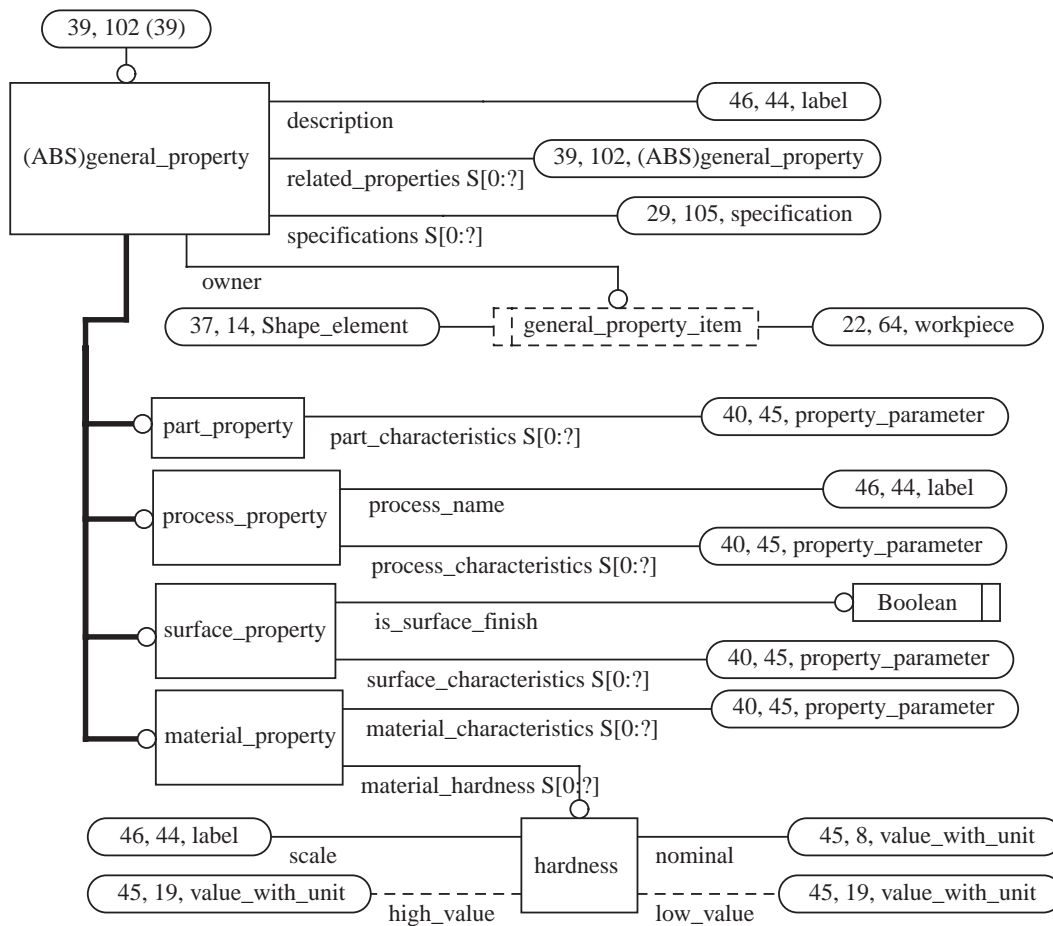 39, 102 (39)
(ABS)general_property
46, 44, label
description
39, 102, (ABS)general_property
related_properties S[0:?]
29, 105, specification
specifications S[0:?]
owner
37, 14, Shape_element
general_property_item
22, 64, workpiece
part_property
40, 45, property_parameter
part_characteristics S[0:?]
process_property
46, 44, label
process_name
40, 45, property_parameter
process_characteristics S[0:?]
surface_property
Boolean
is_surface_finish
40, 45, property_parameter
surface_characteristics S[0:?]
material_property
40, 45, property_parameter
material_characteristics S[0:?]
material_hardness S[0:?]
46, 44, label
scale
hardness
45, 8, value_with_unit
nominal
45, 19, value_with_unit
high_value
45, 19, value_with_unit
low_value